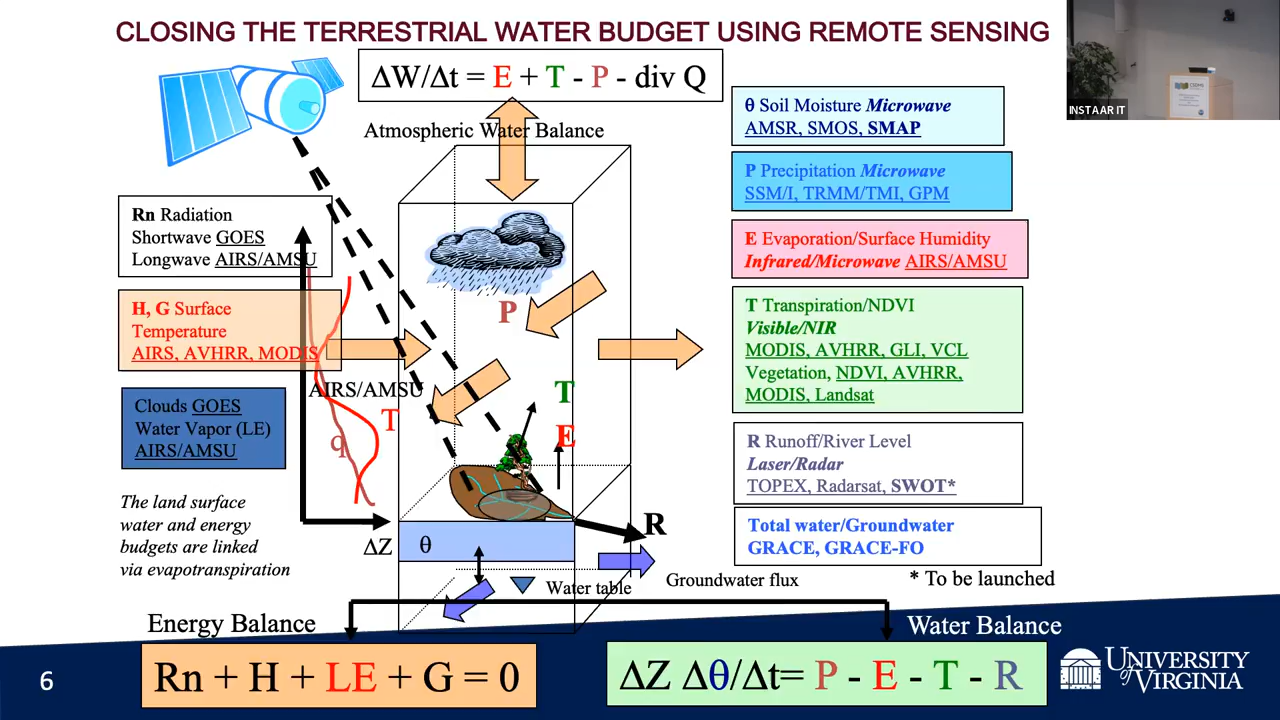 CLOSING THE TERRESTRIAL WATER BUDGET USING REMOTE SENSING
ΔW/Δt = E + T - P - div Q
Atmospheric Water Balance
INSTAAR IT
Rn Radiation
Shortwave GOES
Longwave AIRS/AMSU
H, G Surface
Temperature
AIRS, AVHRR, MODIS
Clouds GOES
Water Vapor (LE)
AIRS/AMSU
The land surface
water and energy
budgets are linked
via evapotranspiration
AIRS/AMSU
T
q
P
T
E
R
ΔZ
θ
Water table
Groundwater flux
θ Soil Moisture Microwave
AMSR, SMOS, SMAP
P Precipitation Microwave
SSM/I, TRMM/TMI, GPM
E Evaporation/Surface Humidity
Infrared/Microwave AIRS/AMSU
T Transpiration/NDVI
Visible/NIR
MODIS, AVHRR, GLI, VCL
Vegetation, NDVI, AVHRR,
MODIS, Landsat
R Runoff/River Level
Laser/Radar
TOPEX, Radarsat, SWOT*
Total water/Groundwater
GRACE, GRACE-FO
* To be launched
Energy Balance
Rn + H + LE + G = 0
Water Balance
ΔZ Δθ/Δt= P - E - T - R
6
UNIVERSITY
of VIRGINIA